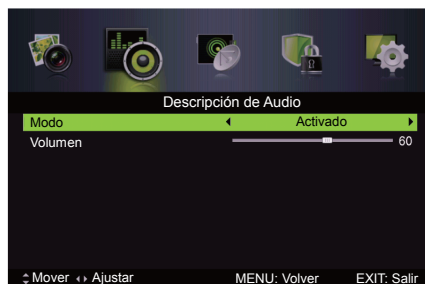 Descripción de Audio
Modo Activado
Volumen 60
Mover Ajustar MENU: Volver EXIT: Salir